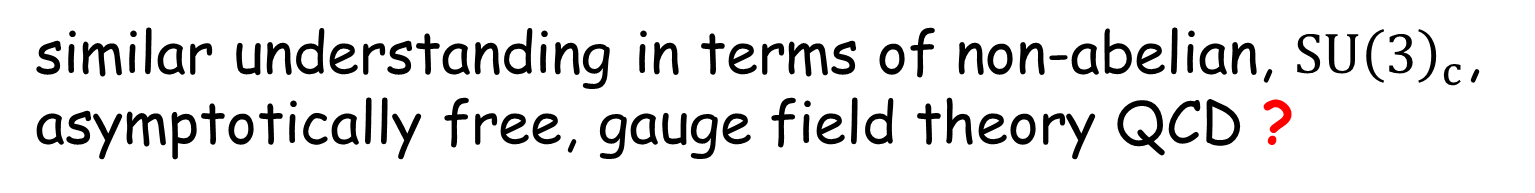 similar understanding in terms of non-abelian, SU(3)c,
asymptotically free, gauge field theory QCD ?